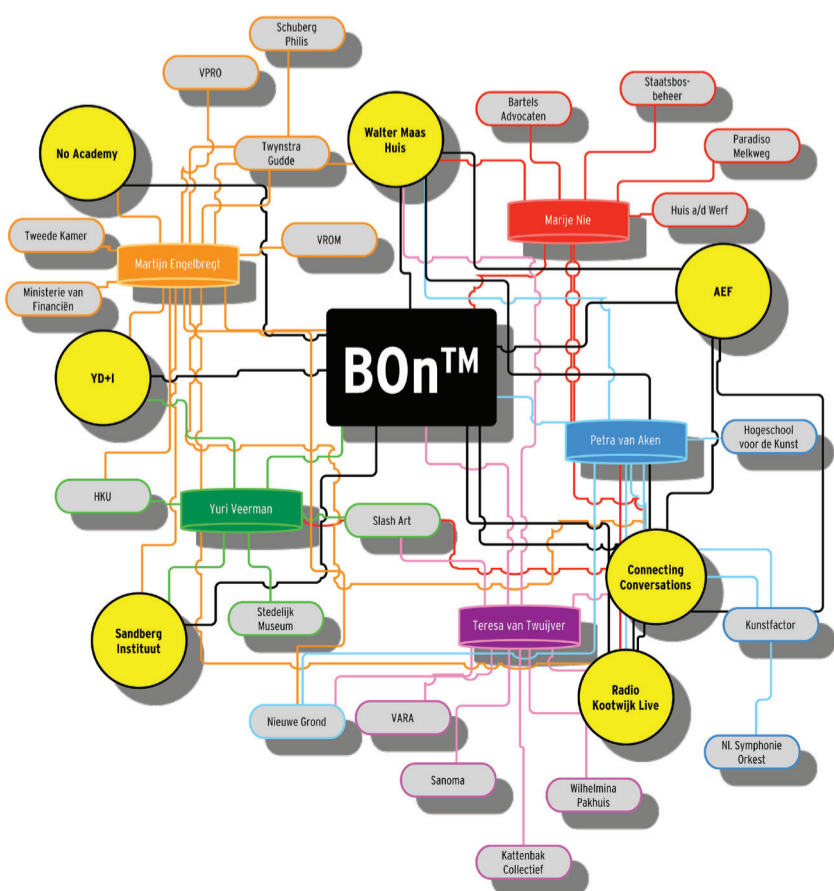 Schuberg
Philis
VPRO
No Academy
Twynstra
Gudde
Walter Maas
Huis
Bartels
Advocaten
Staatsbos-
beheer
Paradiso
Melkweg
Marije Nie
Huis a/d Werf
Tweede Kamer
Martijn Engelbregt
VROM
Ministerie van
Financiën
AEF
BOn™
YD+I
Petra van Aken
Hogeschool
voor de Kunst
HKU
Yuri Veerman
Slash Art
Connecting
Conversations
Stedelijk
Museum
Teresa van Twuijver
Kunstfactor
Sandberg
Instituut
Radio
Kootwijk Live
Nieuwe Grond
VARA
Nl. Symphonie
Orkest
Sanoma
Wilhelmina
Pakhuis
Kattenbak
Collectief